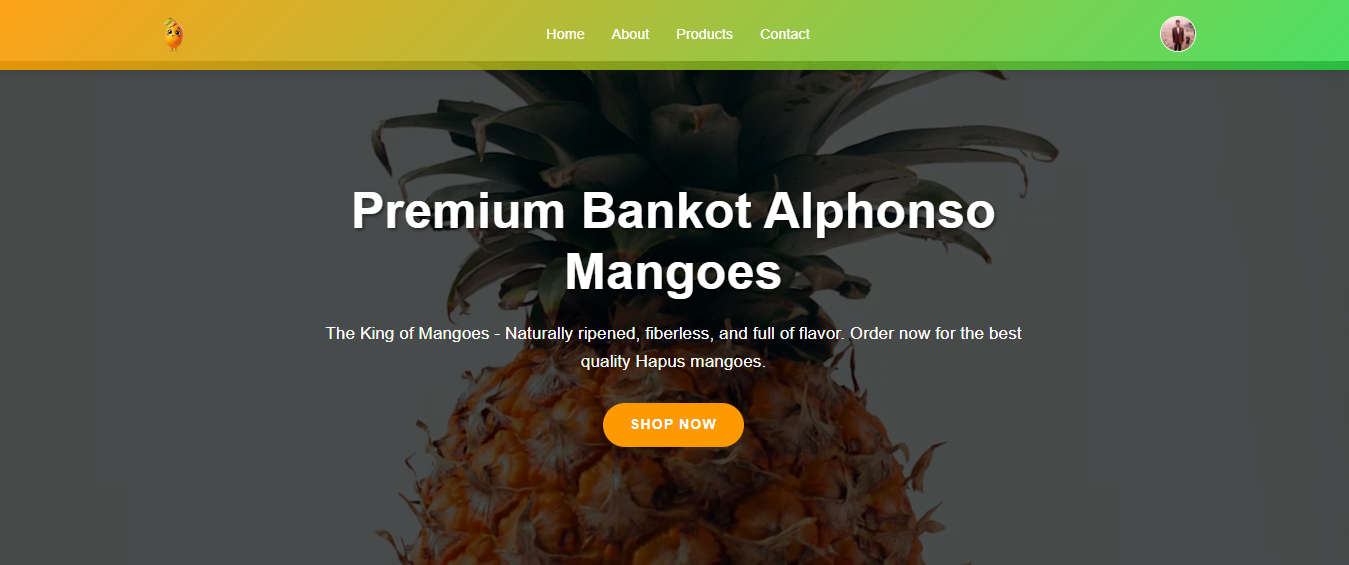 Home About Products Contact
Premium Bankot Alphonso
Mangoes
The King of Mangoes - Naturally ripened, fiberless, and full of flavor. Order now for the best
quality Hapus mangoes.
SHOP NOW